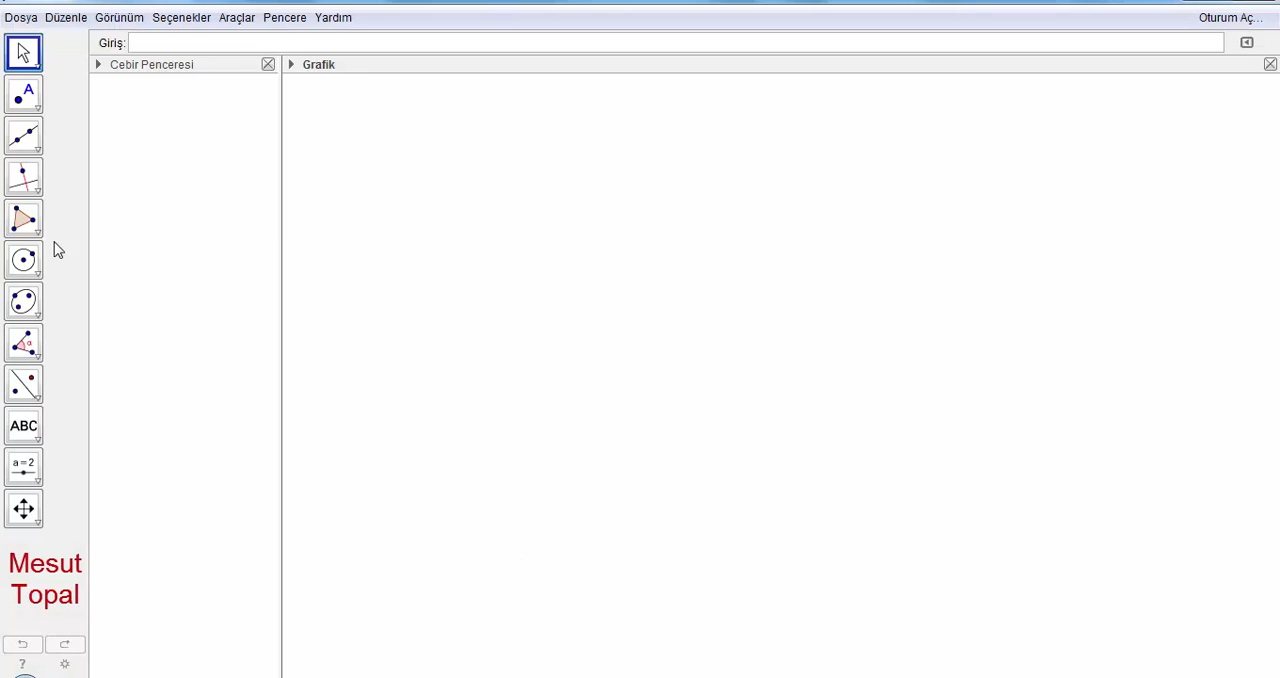 Dosya Düzenle Görünüm Seçenekler Araçlar Pencere Yardım Oturum Aç...
Giriş:
Cebir Penceresi Grafik
A
α
ABC
a=2
Mesut
Topal
?